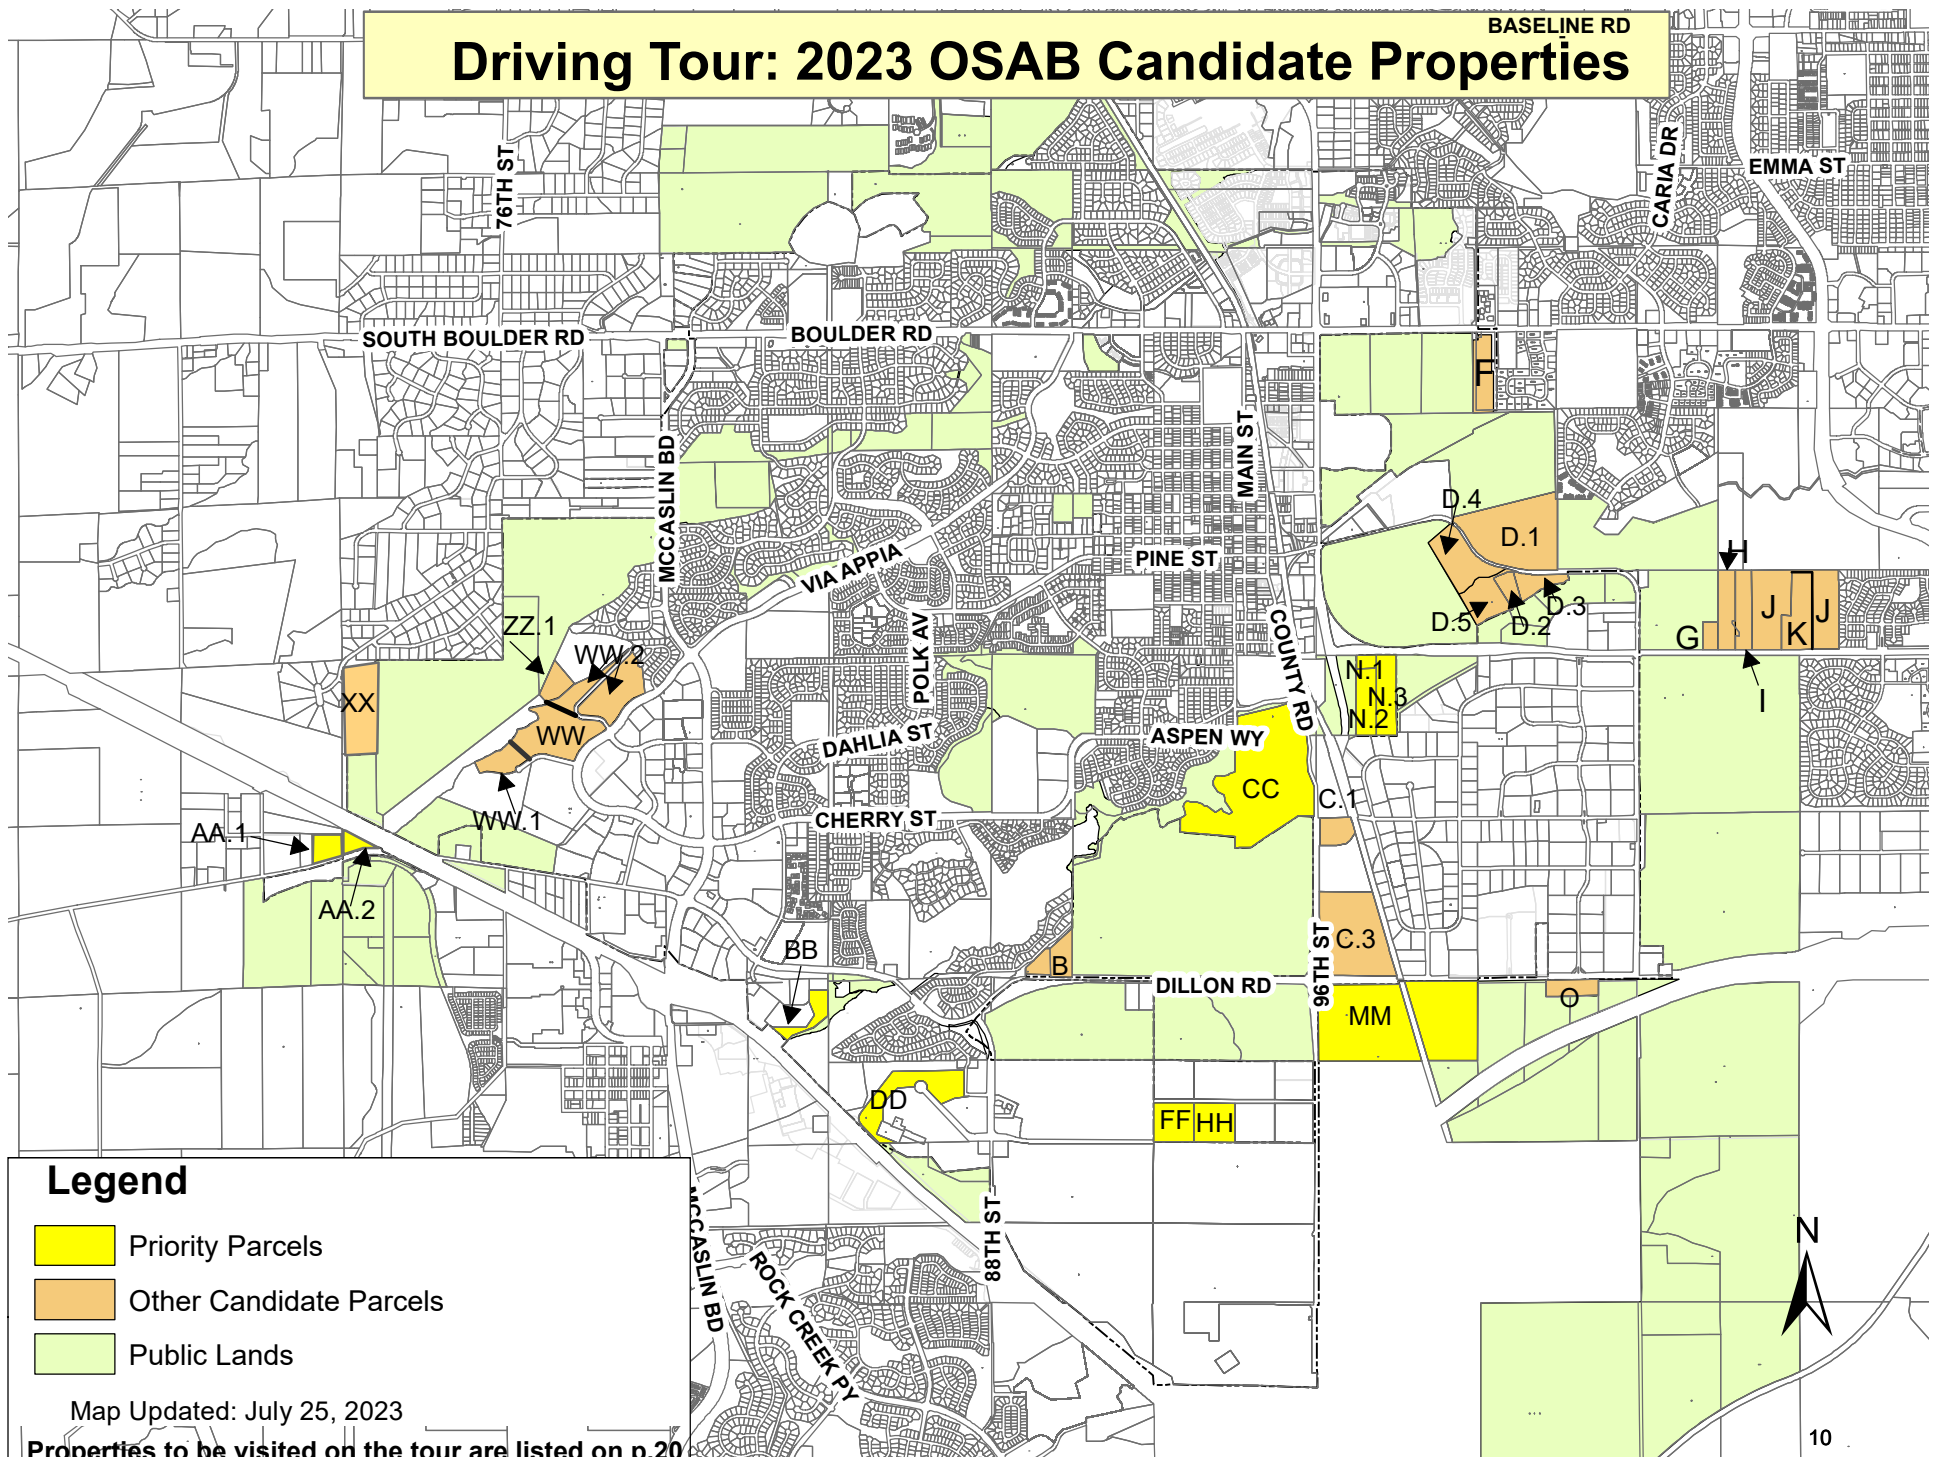 BASELINE RD
Driving Tour: 2023 OSAB Candidate Properties
76TH ST
CARIA DR
EMMA ST
SOUTH BOULDER RD
BOULDER RD
F
MCCASLIN BD
MAIN ST
D.4
D.1
VIA APPIA
PINE ST
H
D.3
D.5
D.2
J
J
K
G
I
ZZ.1
WW.2
POLK AV
COUNTY RD
N.1
N.3
N.2
XX
WW
DAHLIA ST
ASPEN WY
CC
C.1
WW.1
CHERRY ST
AA.1
AA.2
BB
B
C.3
96TH ST
DILLON RD
O
MM
DD
FF
HH
88TH ST
MCCASLIN BD
ROCK CREEK PY
N
Legend
Priority Parcels
Other Candidate Parcels
Public Lands
Map Updated: July 25, 2023
Properties to be visited on the tour are listed on p.20
10